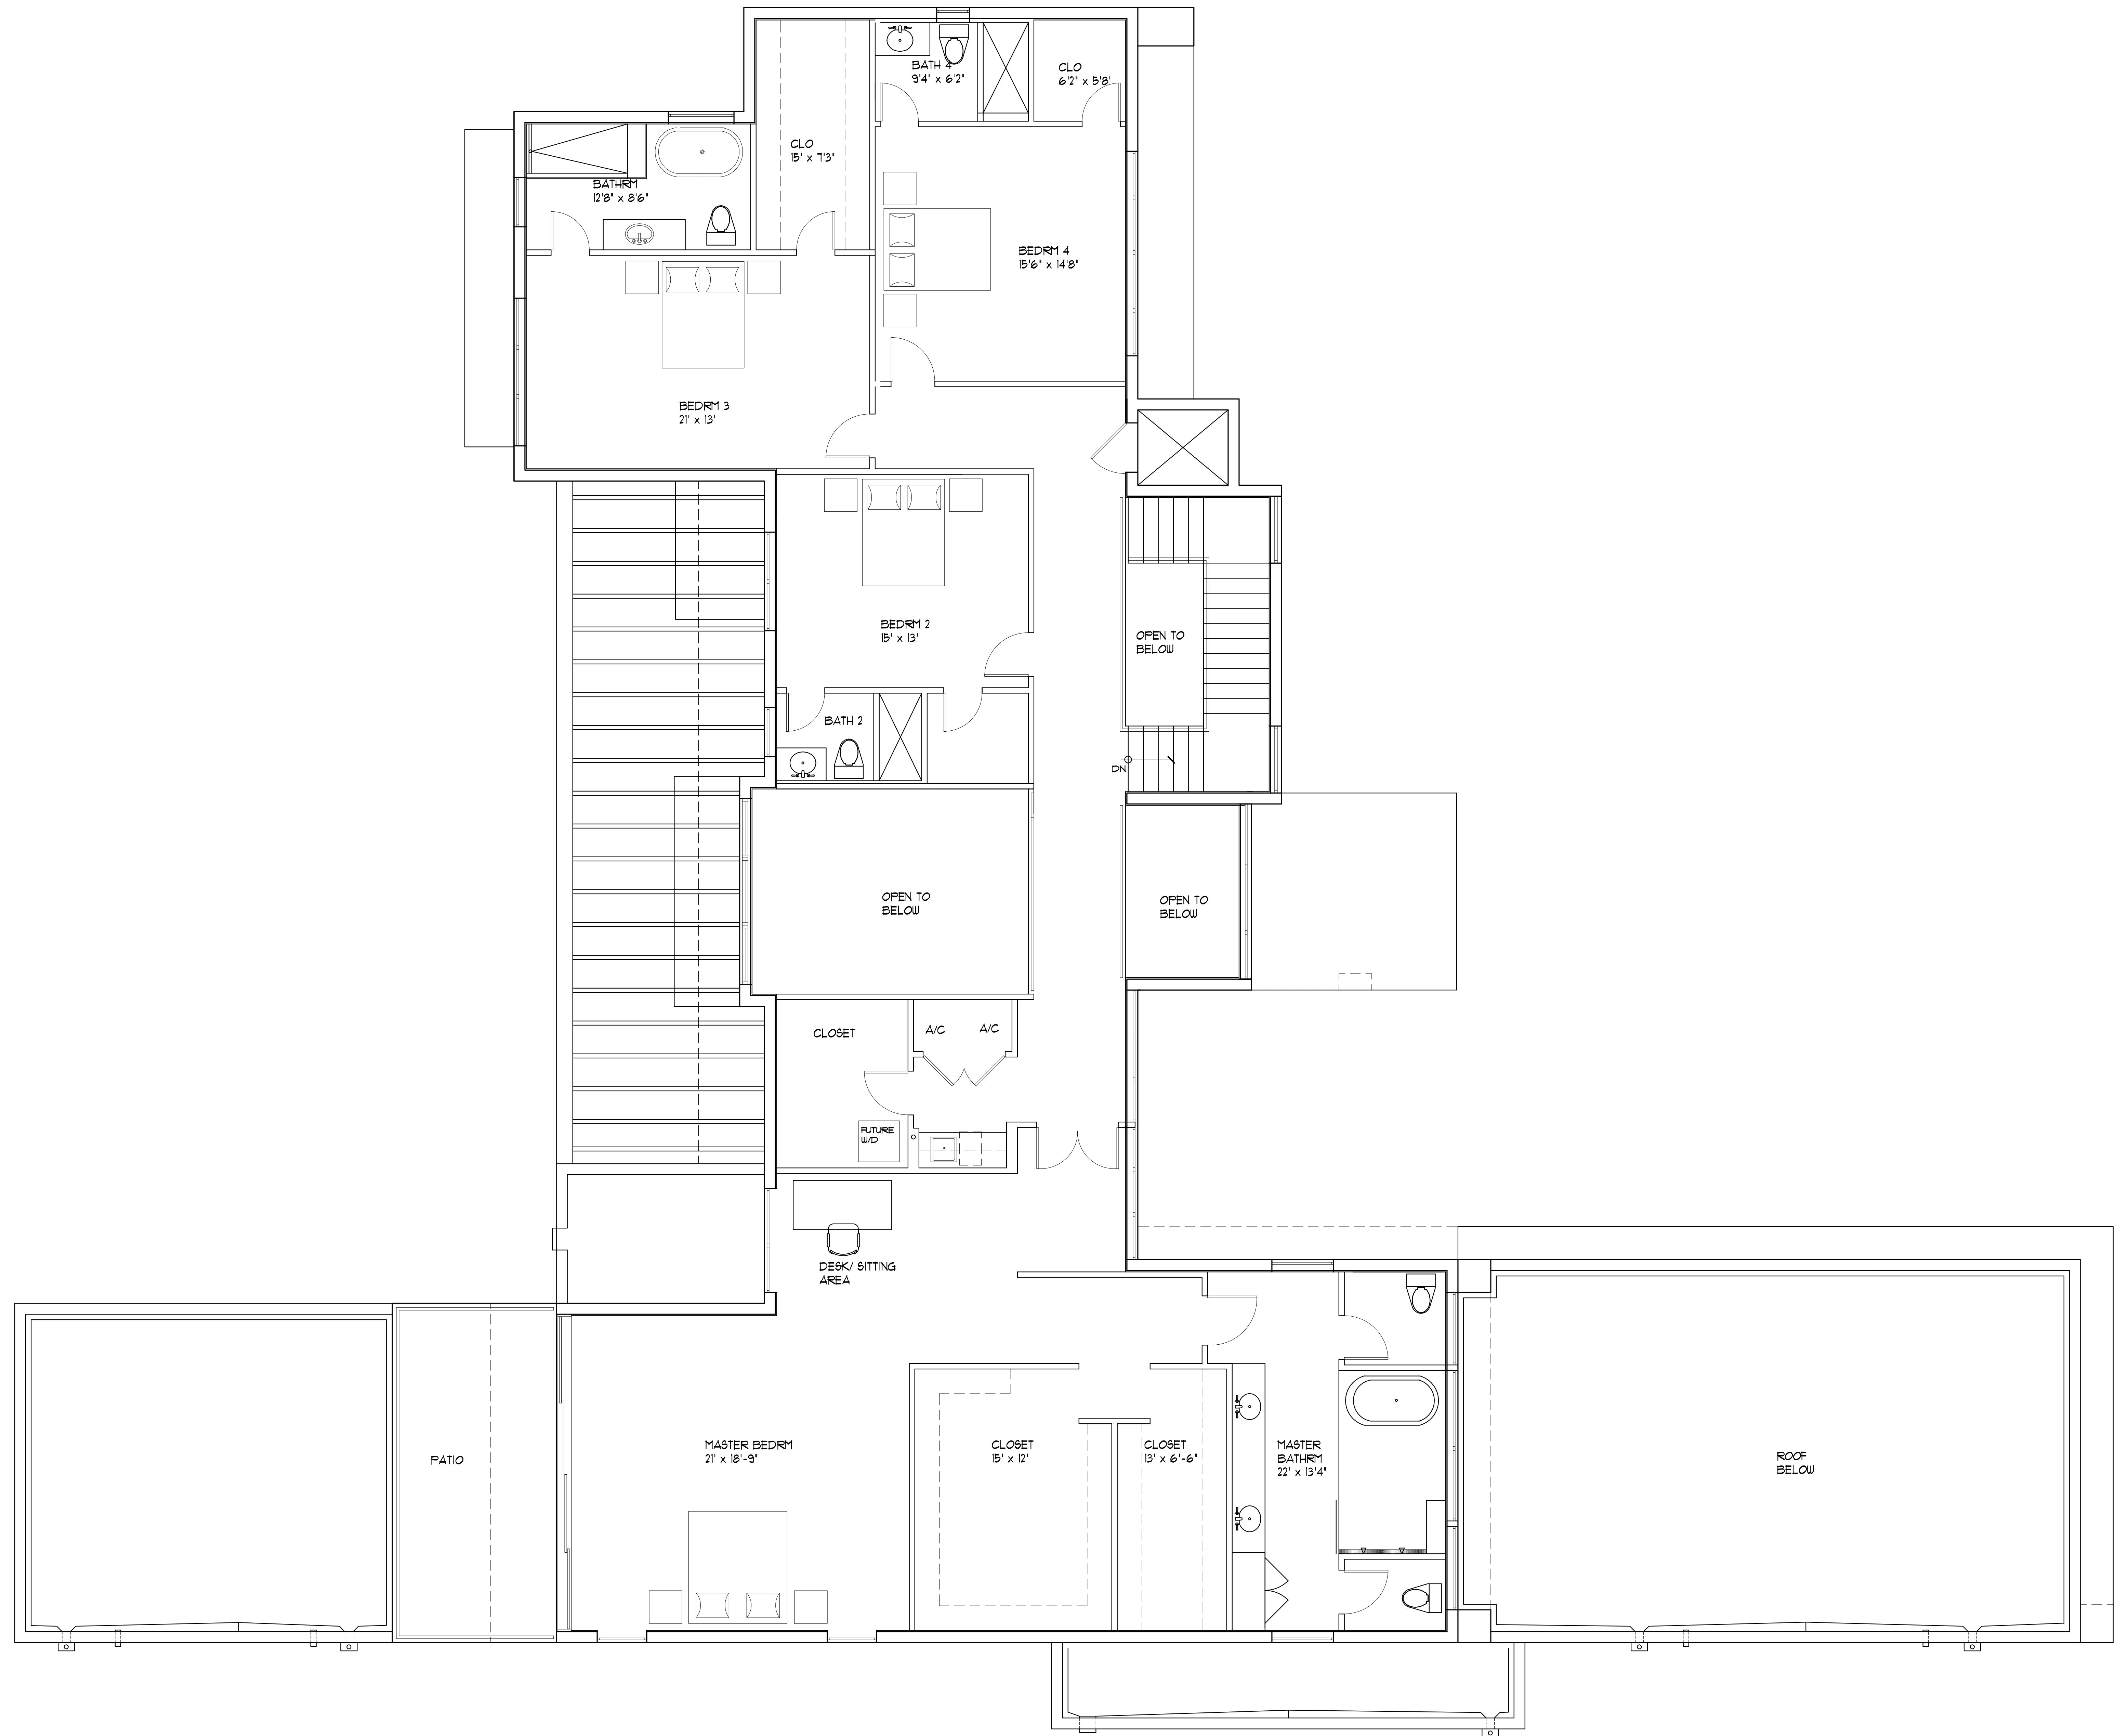 BATH 4
9'4" x 6'2"
CLO
6'2" x 5'8'
CLO
15' x 7'3"
BATHRM
12'8" x 8'6"
BEDRM 4
15'6" x 14'8"
BEDRM 3
21' x 13'
BEDRM 2
15' x 13'
OPEN TO
BELOW
BATH 2
DN
OPEN TO
BELOW
OPEN TO
BELOW
CLOSET
A/C
A/C
FUTURE
W/D
DESK/ SITTING
AREA
PATIO
MASTER BEDRM
21' x 18'-9"
CLOSET
15' x 12'
CLOSET
13' x 6'-6"
MASTER
BATHRM
22' x 13'4"
ROOF
BELOW